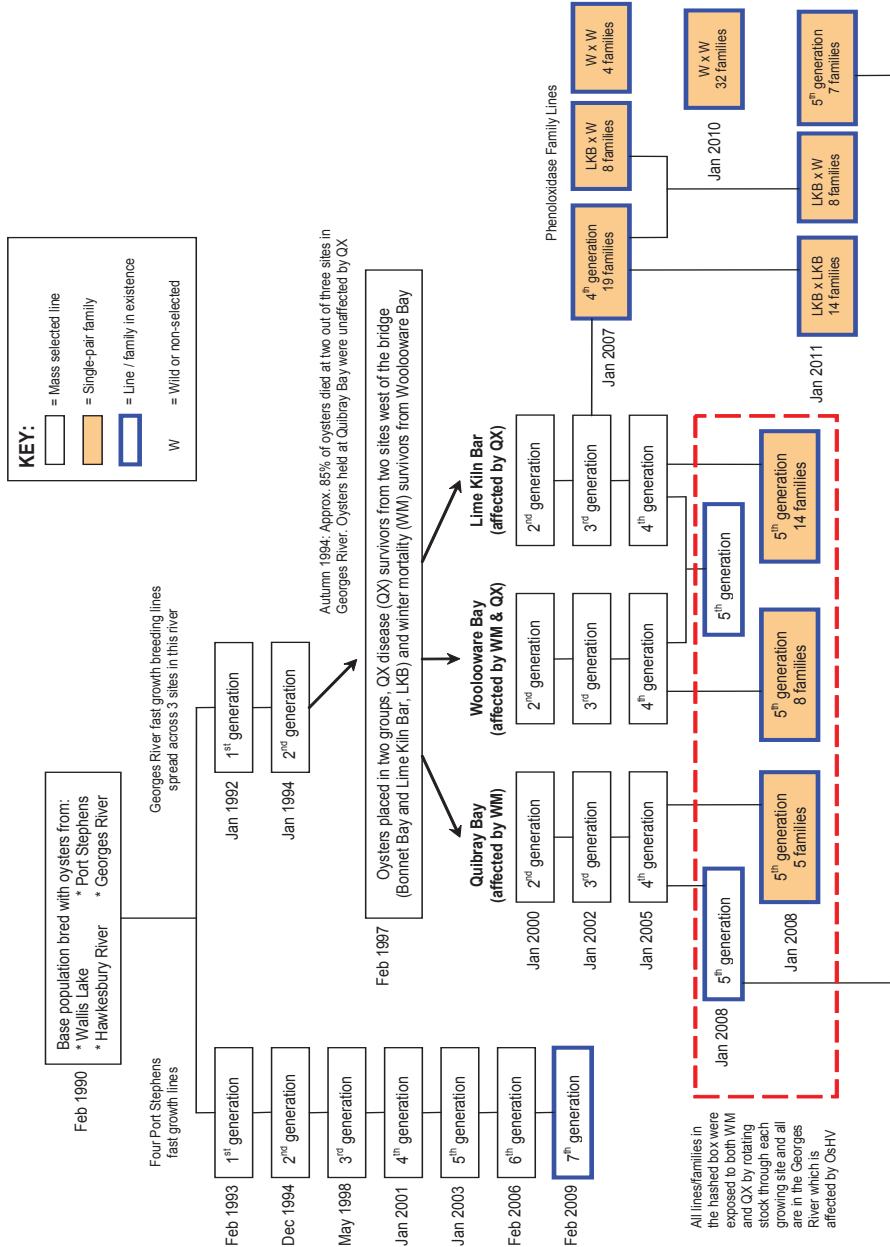 KEY:
= Mass selected line
= Single-pair family
= Line / family in existence
W = Wild or non-selected
Feb 1990
Base population bred with oysters from:
* Wallis Lake * Port Stephens
* Hawkesbury River * Georges River
Four Port Stephens
fast growth lines
Feb 1993
1st generation
Dec 1994
2nd generation
May 1998
3rd generation
Jan 2001
4th generation
Jan 2003
5th generation
Feb 2006
6th generation
Feb 2009
7th generation
Georges River fast growth breeding lines
spread across 3 sites in this river
Jan 1992
1st generation
Jan 1994
2nd generation
Autumn 1994: Approx. 85% of oysters died at two out of three sites in
Georges River. Oysters held at Quibray Bay were unaffected by QX
Feb 1997
Oysters placed in two groups, QX disease (QX) survivors from two sites west of the bridge
(Bonnet Bay and Lime Kiln Bar, LKB) and winter mortality (WM) survivors from Woolooware Bay
Quibray Bay
(affected by WM)
Woolooware Bay
(affected by WM & QX)
Lime Kiln Bar
(affected by QX)
Jan 2000
2nd generation
2nd generation
2nd generation
Jan 2002
3rd generation
3rd generation
3rd generation
Jan 2005
4th generation
4th generation
4th generation
Jan 2008
5th generation
5th generation
Jan 2008
5th generation
5 families
5th generation
8 families
5th generation
14 families
All lines/families in
the hashed box were
exposed to both WM
and QX by rotating
stock through each
growing site and all
are in the Georges
River which is
affected by OsHV
Phenoloxidase Family Lines
Jan 2007
4th generation
19 families
LKB x W
8 families
W x W
4 families
Jan 2010
W x W
32 families
Jan 2011
LKB x LKB
14 families
LKB x W
8 families
5th generation
7 families